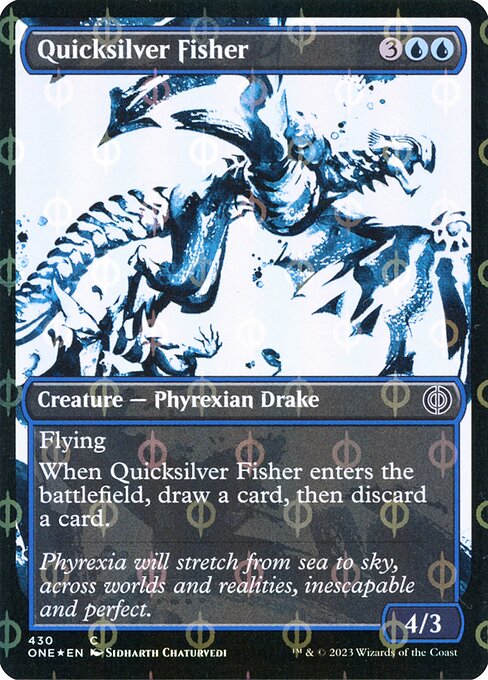 Quicksilver Fisher 3
Creature — Phyrexian Drake
Flying
When Quicksilver Fisher enters the
battlefield, draw a card, then discard
a card.
Phyrexia will stretch from sea to sky,
across worlds and realities, inescapable
and perfect.
4/3
430 C
ONE★EN Sidharth Chaturvedi
™ & © 2023 Wizards of the Coast